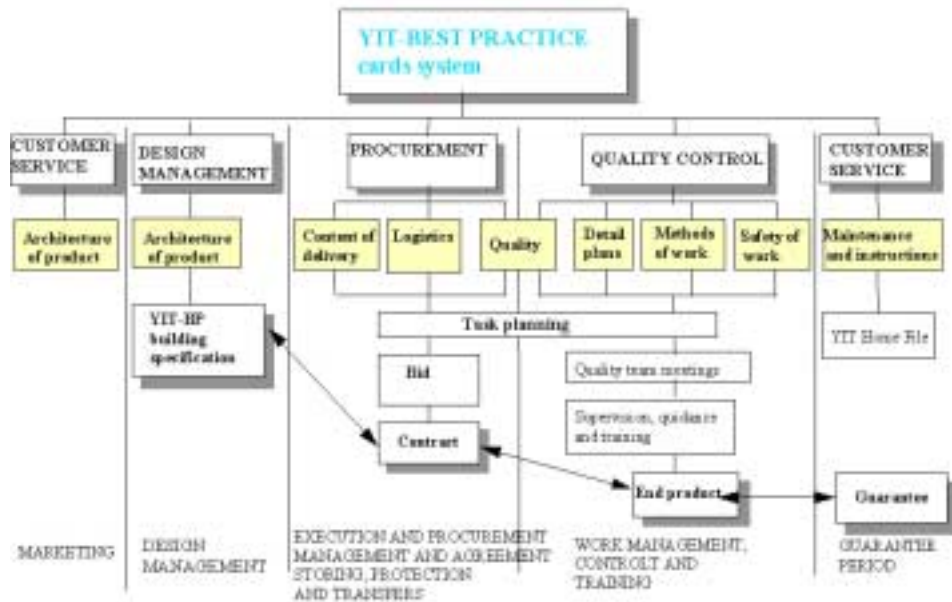 YIT-BEST PRACTICE
cards system
CUSTOMER
SERVICE
DESIGN
MANAGEMENT
PROCUREMENT
QUALITY CONTROL
CUSTOMER
SERVICE
Architecture
of product
Architecture
of product
Content of
delivery
Logistics
Quality
Detail
plans
Methods
of work
Safety of
work
Maintenance
and instructions
YIT-BP
building
specification
Task planning
YIT Home File
Bid
Quality team meetings
Supervision, guidance
and training
Contract
End product
Guarantee
MARKETING
DESIGN
MANAGEMENT
EXECUTION AND PROCUREMENT
MANAGEMENT AND AGREEMENT
STORING, PROTECTION
AND TRANSFERS
WORK MANAGEMENT,
CONTROLT AND
TRAINING
GUARANTEE
PERIOD